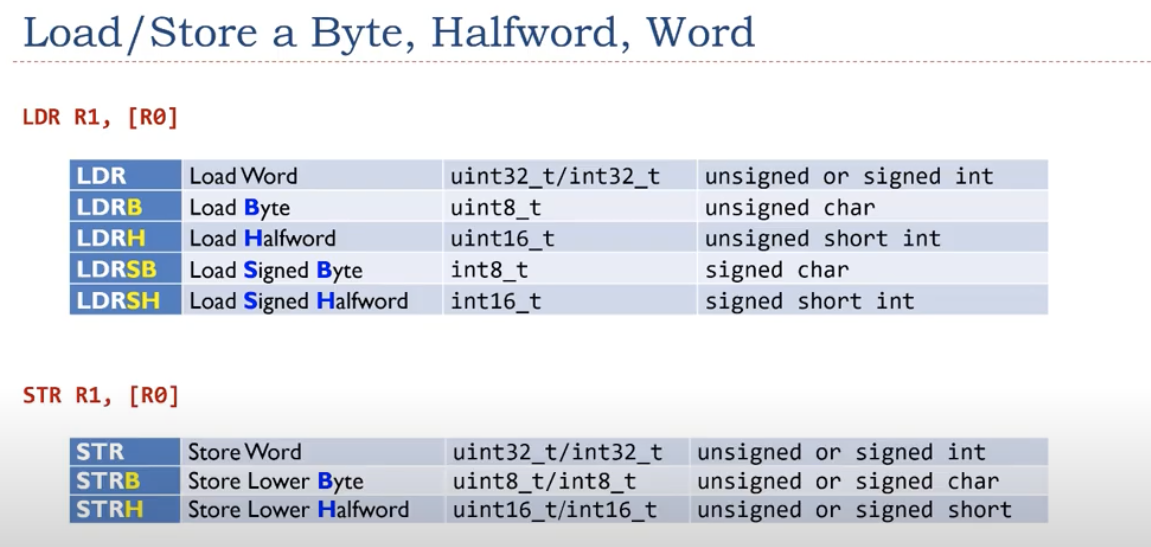 Load/Store a Byte, Halfword, Word
LDR R1, [R0]
LDR Load Word uint32_t/int32_t unsigned or signed int
LDRB Load Byte uint8_t unsigned char
LDRH Load Halfword uint16_t unsigned short int
LDRSB Load Signed Byte int8_t signed char
LDRSH Load Signed Halfword int16_t signed short int
STR R1, [R0]
STR Store Word uint32_t/int32_t unsigned or signed int
STRB Store Lower Byte uint8_t/int8_t unsigned or signed char
STRH Store Lower Halfword uint16_t/int16_t unsigned or signed short